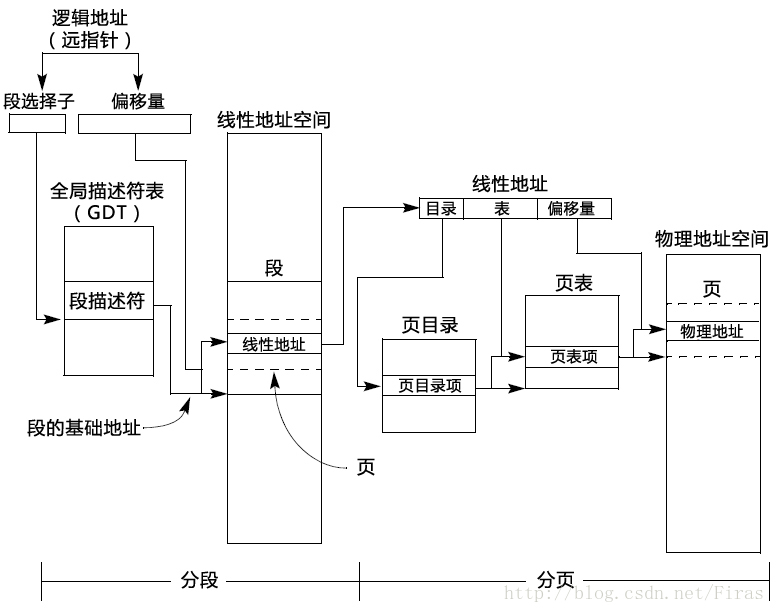 逻辑地址
（远指针）
段选择子
偏移量
线性地址空间
全局描述符表
（GDT）
段描述符
段
线性地址
段的基础地址
页
线性地址
目录
表
偏移量
物理地址空间
页目录
页目录项
页表
页表项
页
物理地址
分段
分页
http://blog.csdn.net/Firas